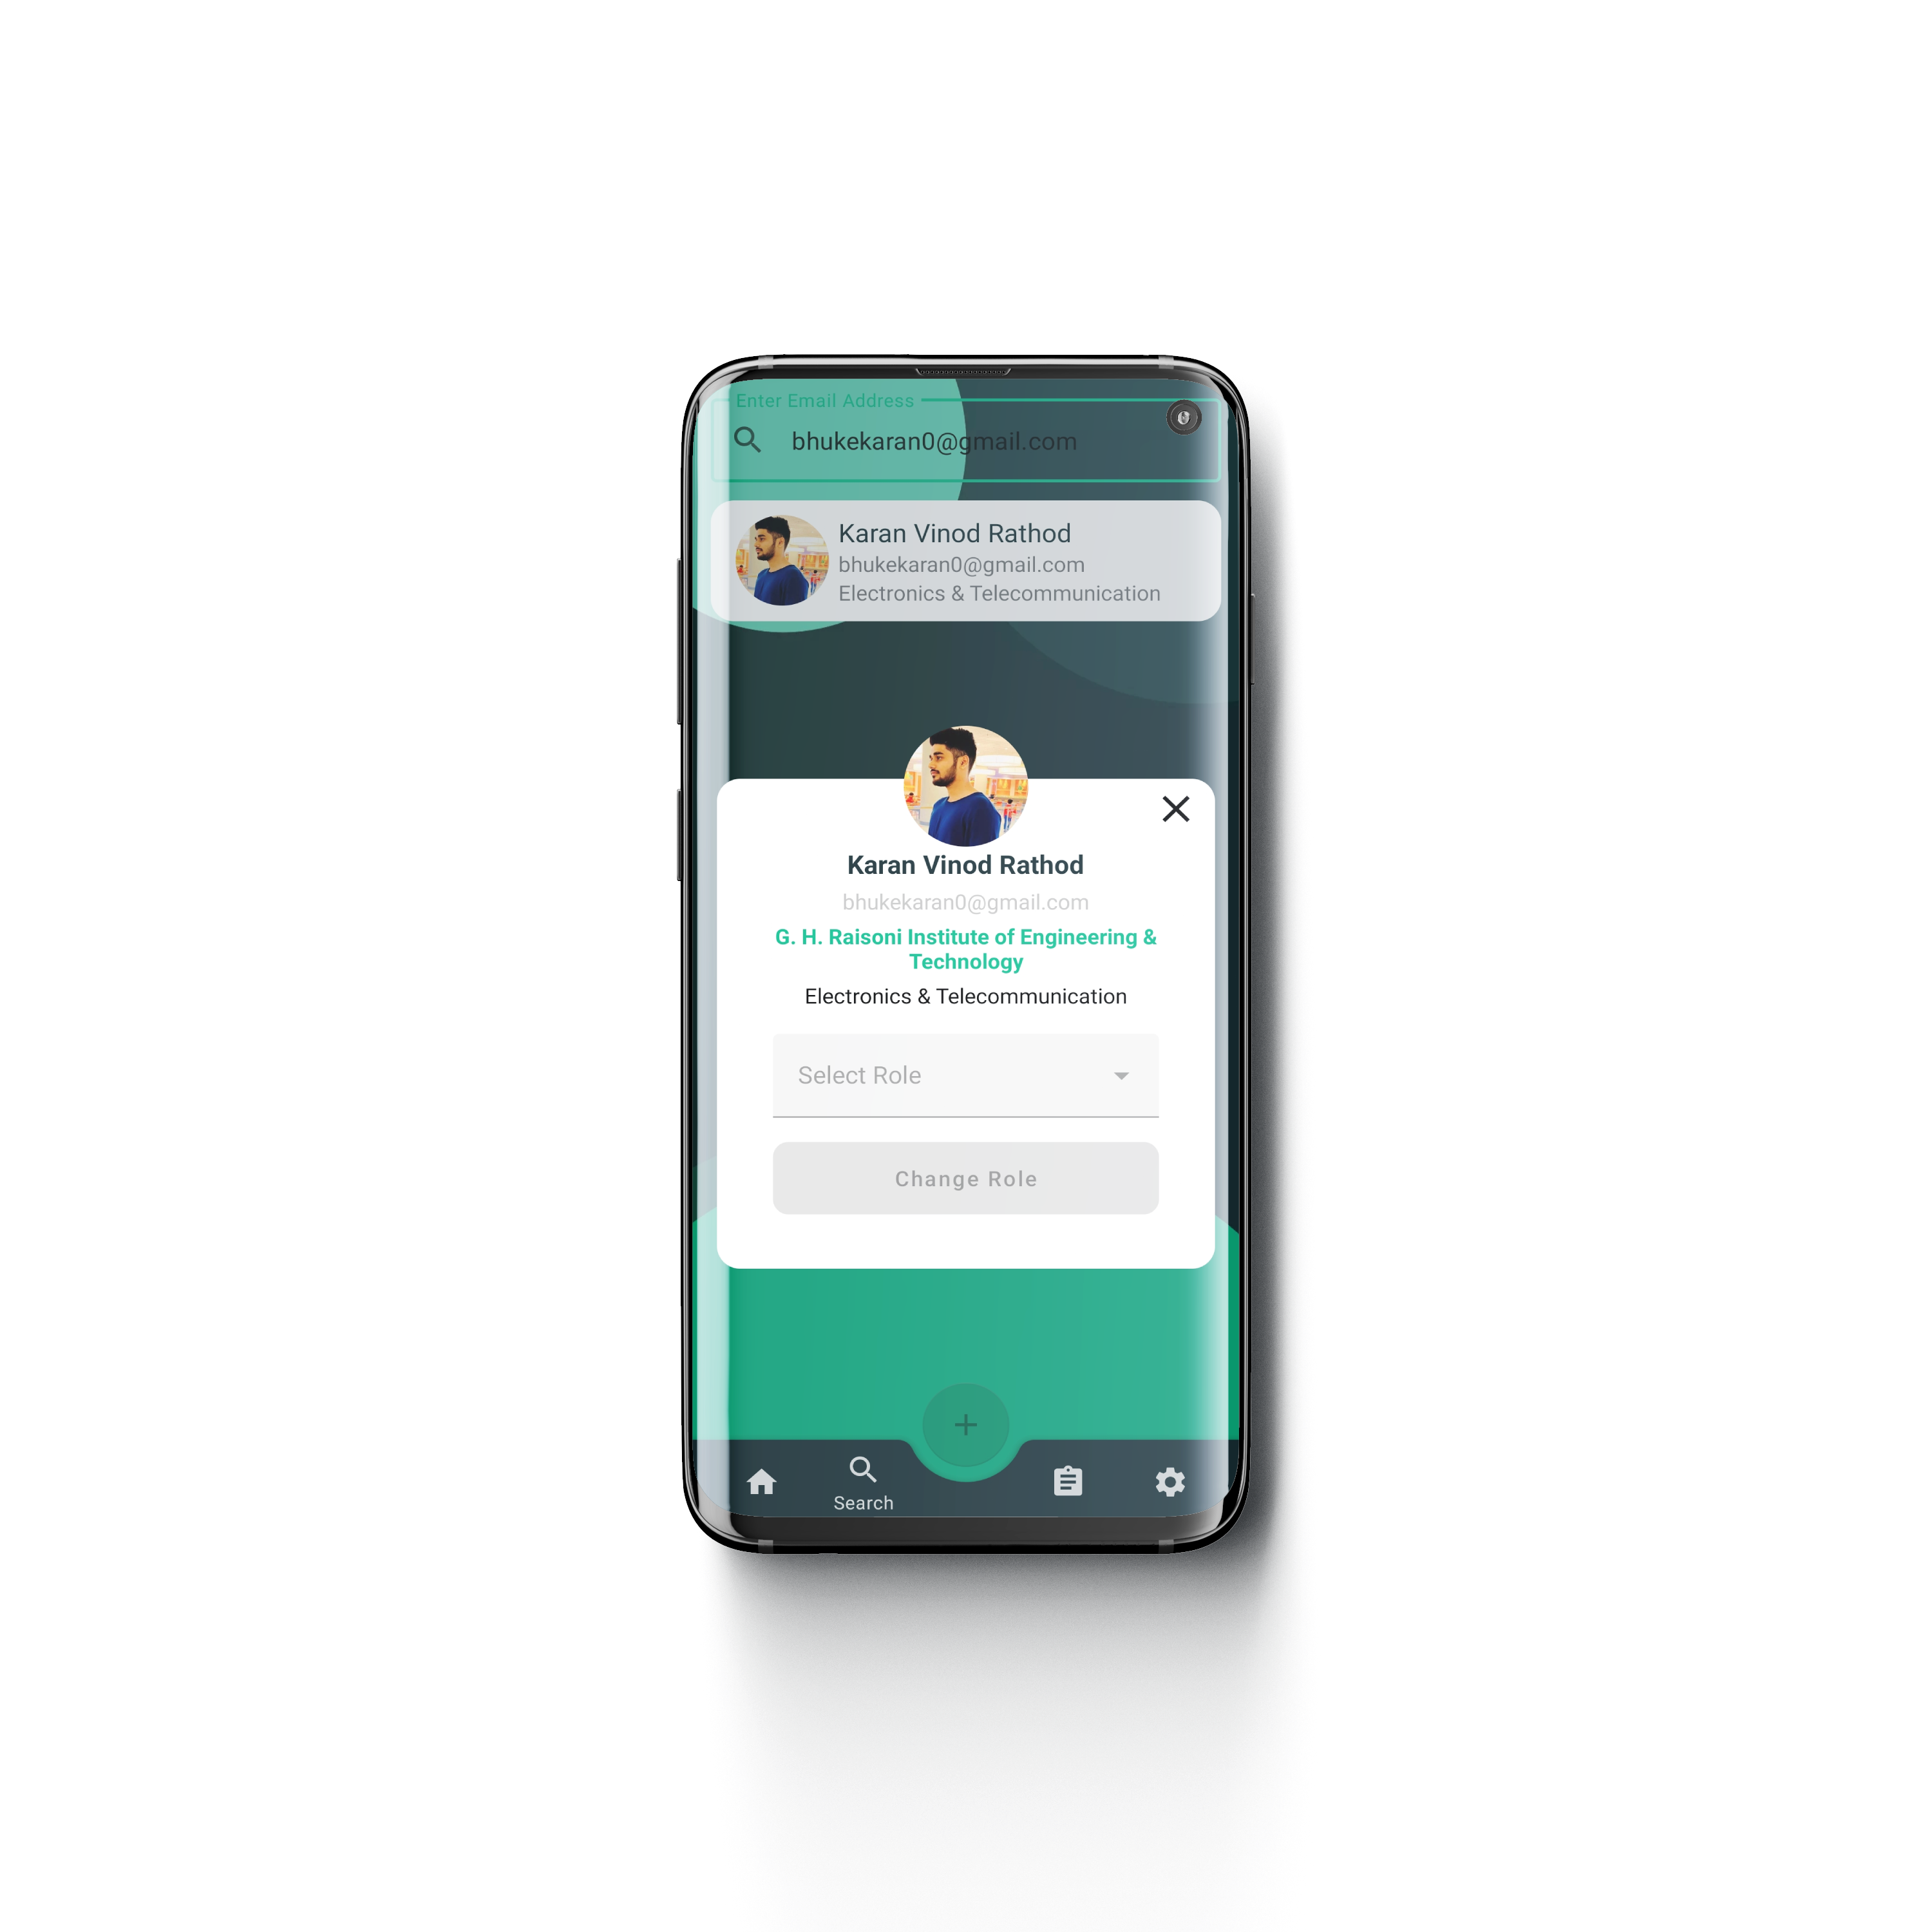 Enter Email Address
bhukekaran0@gmail.com
Karan Vinod Rathod
bhukekaran0@gmail.com
Electronics & Telecommunication
Karan Vinod Rathod
bhukekaran0@gmail.com
G. H. Raisoni Institute of Engineering &
Technology
Electronics & Telecommunication
Select Role
Change Role
Search